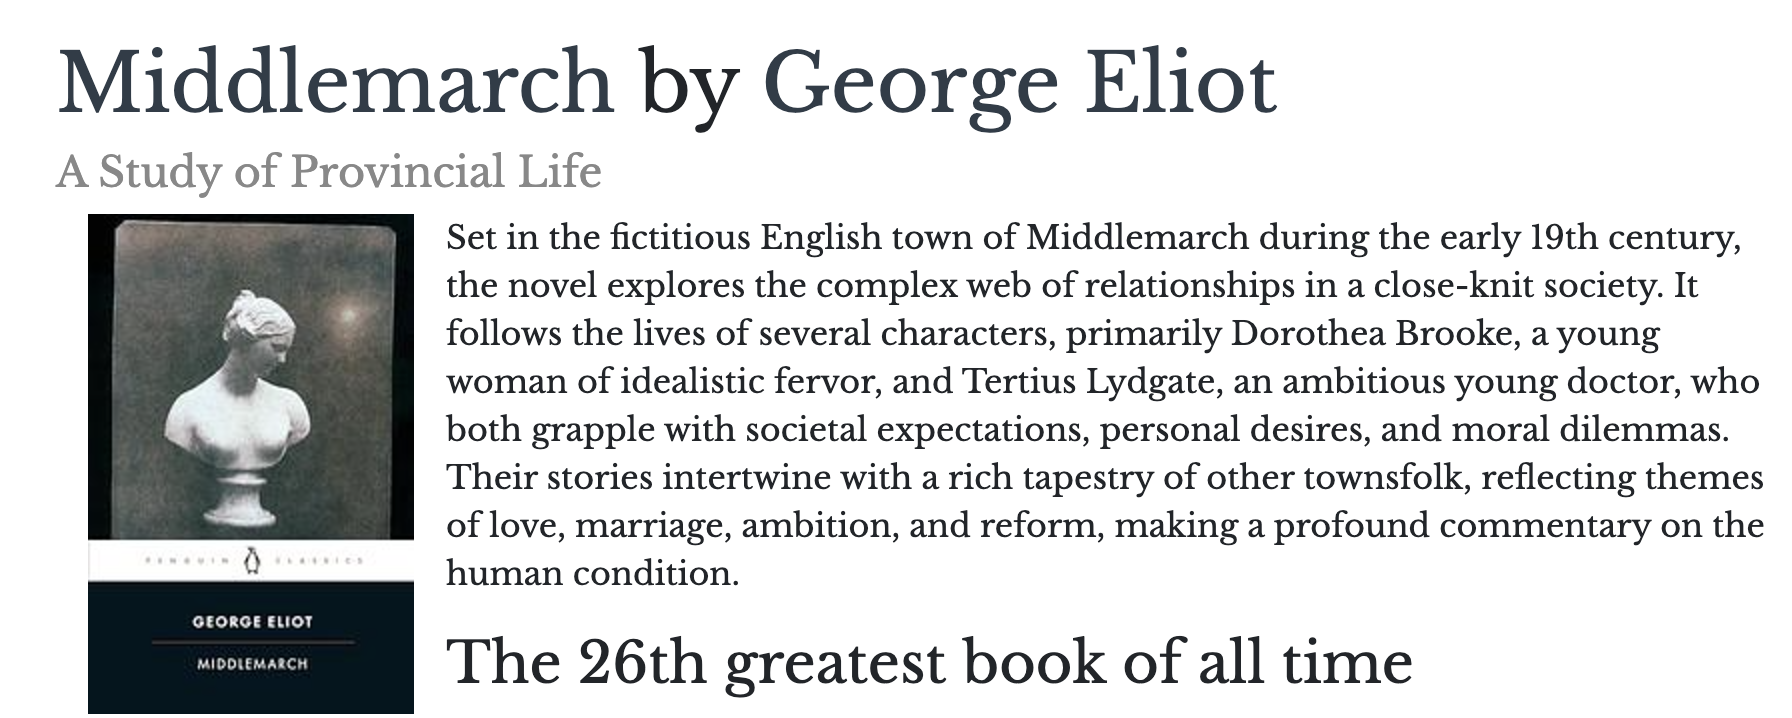 Middlemarch by George Eliot
A Study of Provincial Life
Set in the fictitious English town of Middlemarch during the early 19th century,
the novel explores the complex web of relationships in a close-knit society. It
follows the lives of several characters, primarily Dorothea Brooke, a young
woman of idealistic fervor, and Tertius Lydgate, an ambitious young doctor, who
both grapple with societal expectations, personal desires, and moral dilemmas.
Their stories intertwine with a rich tapestry of other townsfolk, reflecting themes
of love, marriage, ambition, and reform, making a profound commentary on the
human condition.
The 26th greatest book of all time
PENGUIN CLASSICS
GEORGE ELIOT
MIDDLEMARCH